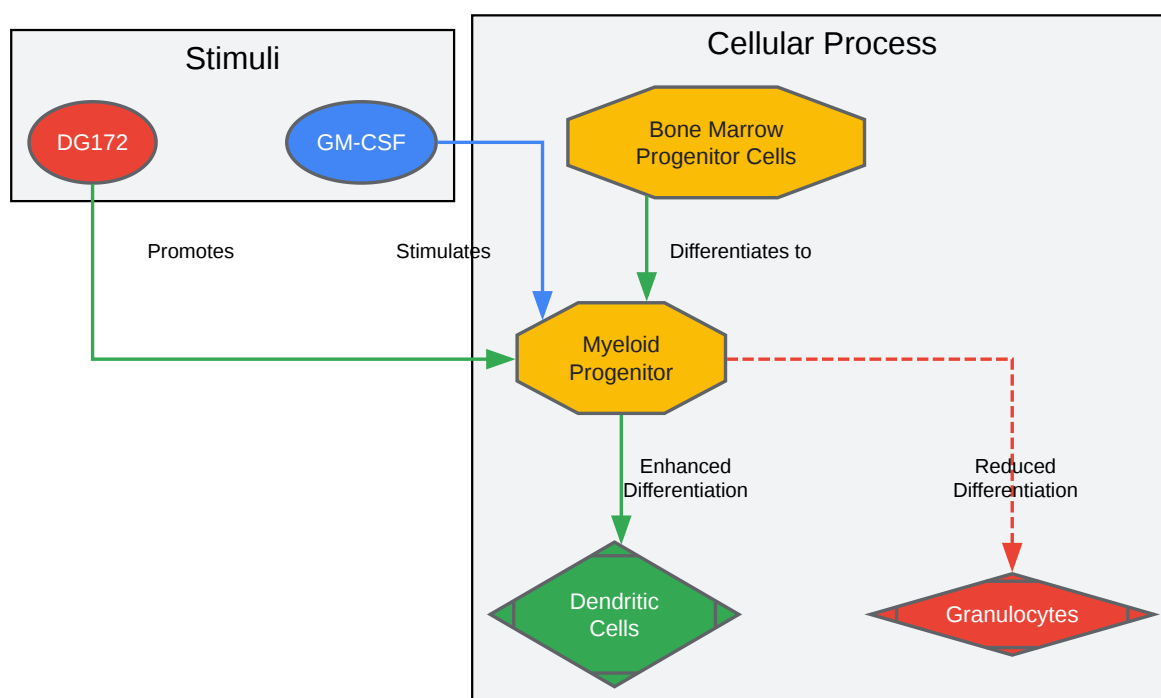 Stimuli
Cellular Process
DG172
GM-CSF
Bone Marrow
Progenitor Cells
Promotes
Stimulates
Differentiates to
Myeloid
Progenitor
Enhanced
Differentiation
Reduced
Differentiation
Dendritic
Cells
Granulocytes